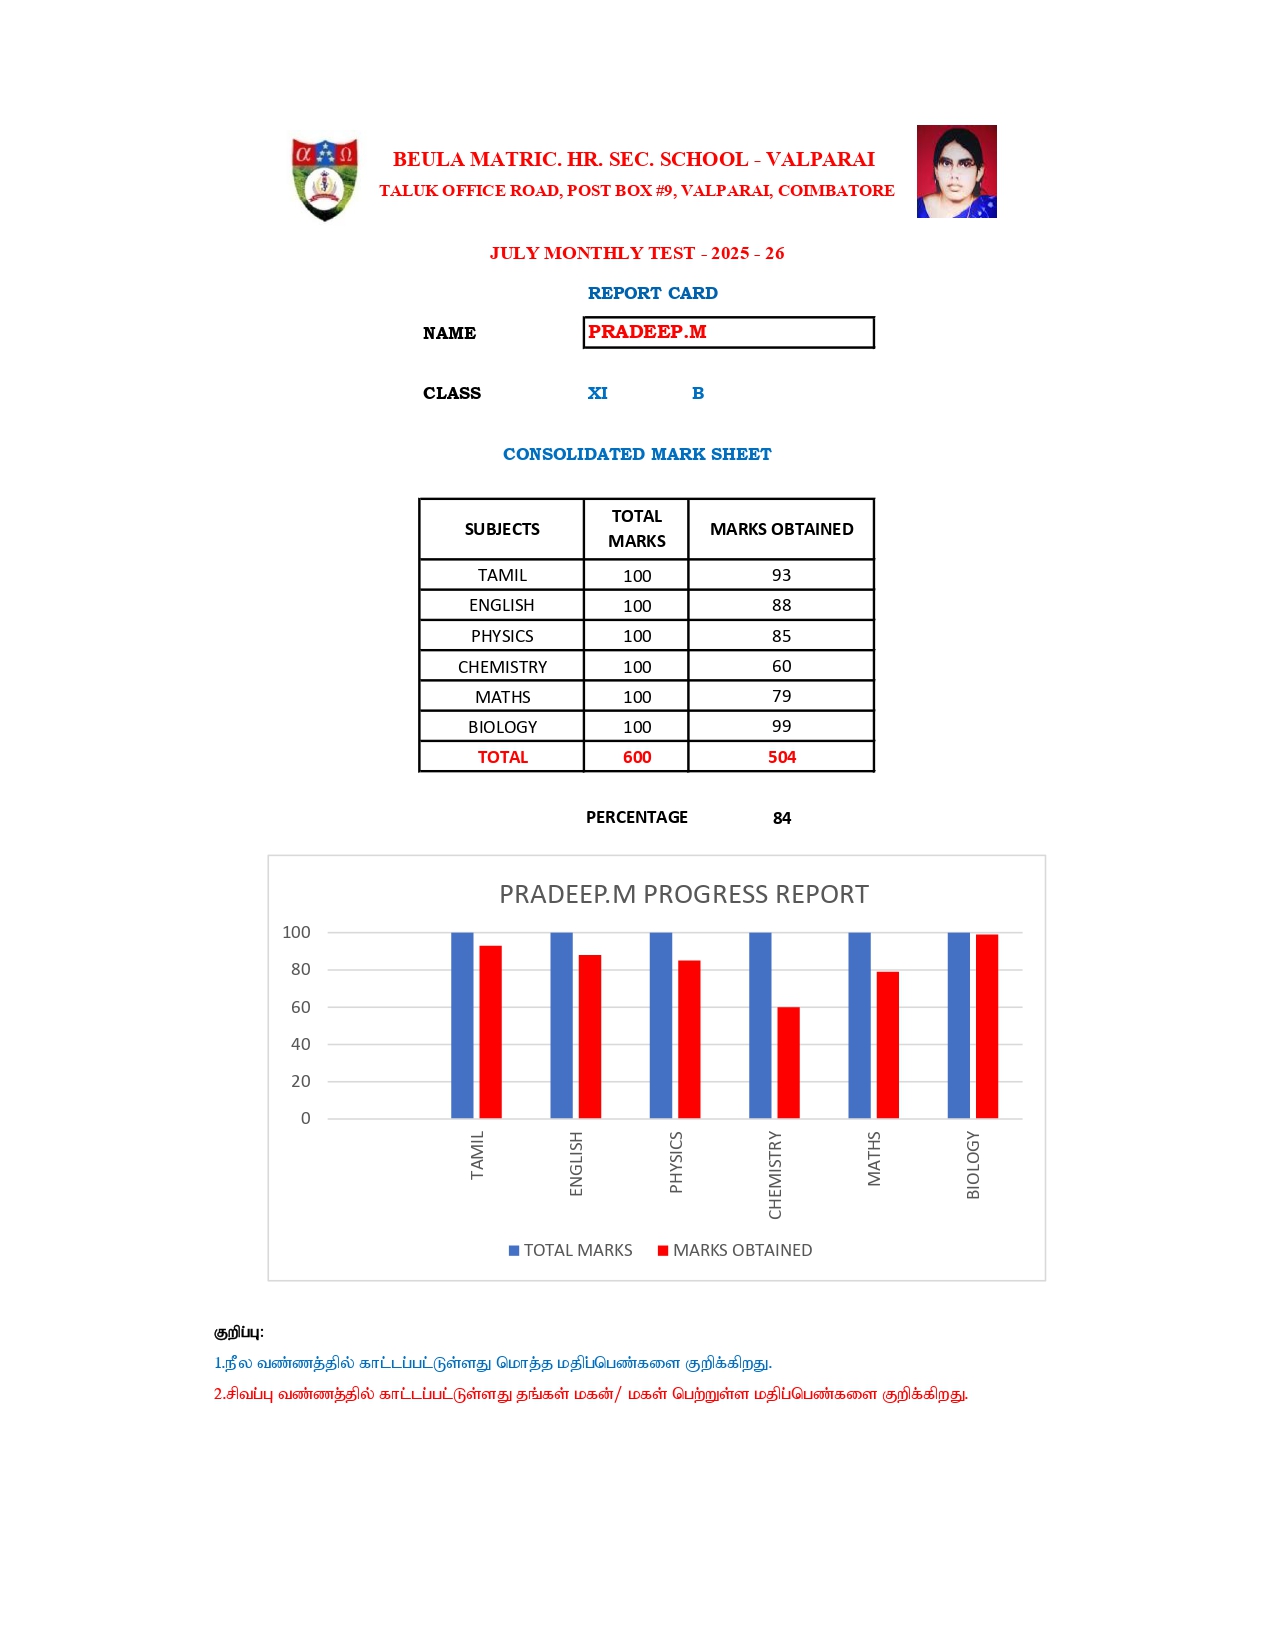 α Ω
BEULA MATRIC. HR. SEC. SCHOOL - VALPARAI
TALUK OFFICE ROAD, POST BOX #9, VALPARAI, COIMBATORE
JULY MONTHLY TEST - 2025 - 26
REPORT CARD
NAME PRADEEP.M
CLASS XI B
CONSOLIDATED MARK SHEET
SUBJECTS TOTAL MARKS MARKS OBTAINED
TAMIL 100 93
ENGLISH 100 88
PHYSICS 100 85
CHEMISTRY 100 60
MATHS 100 79
BIOLOGY 100 99
TOTAL 600 504
PERCENTAGE 84
PRADEEP.M PROGRESS REPORT
100
80
60
40
20
0
TAMIL ENGLISH PHYSICS CHEMISTRY MATHS BIOLOGY
TOTAL MARKS MARKS OBTAINED
குறிப்பு:
1.நீல வண்ணத்தில் காட்டப்பட்டுள்ளது மொத்த மதிப்பெண்களை குறிக்கிறது.
2.சிவப்பு வண்ணத்தில் காட்டப்பட்டுள்ளது தங்கள் மகன்/ மகள் பெற்றுள்ள மதிப்பெண்களை குறிக்கிறது.